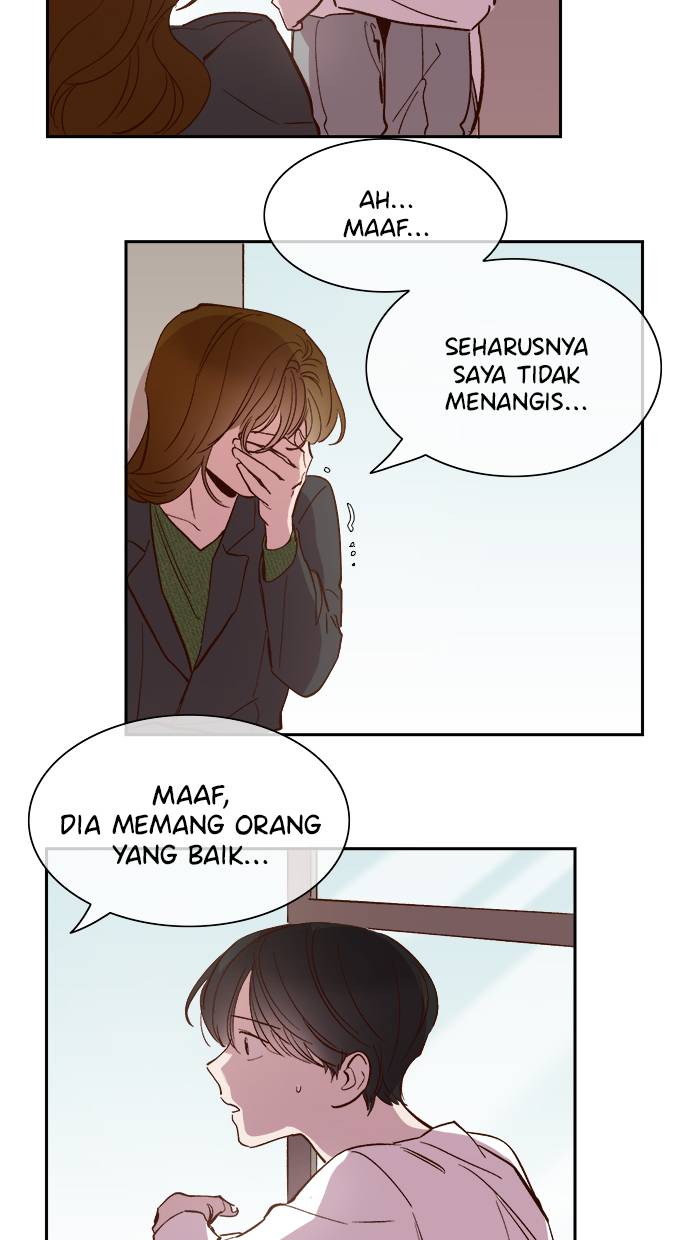 AH...
MAAF...
SEHARUSNYA
SAYA TIDAK
MENANGIS...
MAAF,
DIA MEMANG ORANG
YANG BAIK...